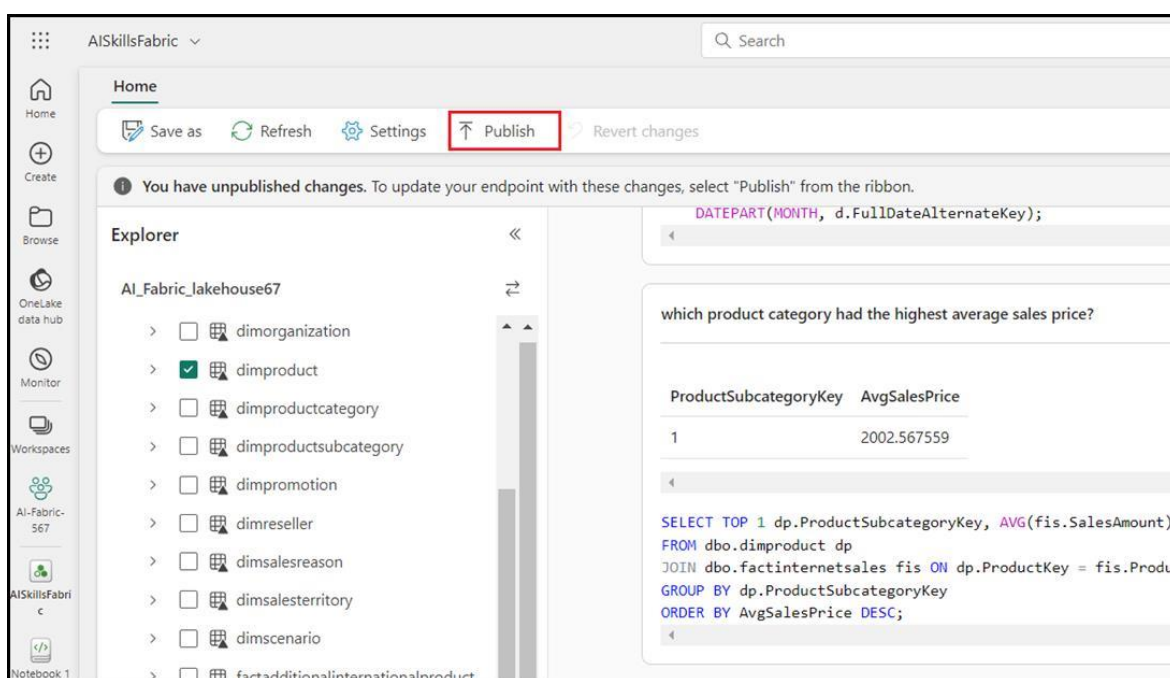 AISkillsFabric
Search
Home
Create
Browse
OneLake
data hub
Monitor
Workspaces
AI-Fabric-
567
AISkillsFabri
c
Notebook 1
Home
Save as Refresh Settings Publish Revert changes
You have unpublished changes. To update your endpoint with these changes, select "Publish" from the ribbon.
Explorer
AI_Fabric_lakehouse67
dimorganization
dimproduct
dimproductcategory
dimproductsubcategory
dimpromotion
dimreseller
dimsalesreason
dimsalesterritory
dimscenario
factadditionalinternationalproduct
DATEPART(MONTH, d.FullDateAlternateKey);
which product category had the highest average sales price?
ProductSubcategoryKey AvgSalesPrice
1 2002.567559
SELECT TOP 1 dp.ProductSubcategoryKey, AVG(fis.SalesAmount)
FROM dbo.dimproduct dp
JOIN dbo.factinternetsales fis ON dp.ProductKey = fis.Produ
GROUP BY dp.ProductSubcategoryKey
ORDER BY AvgSalesPrice DESC;